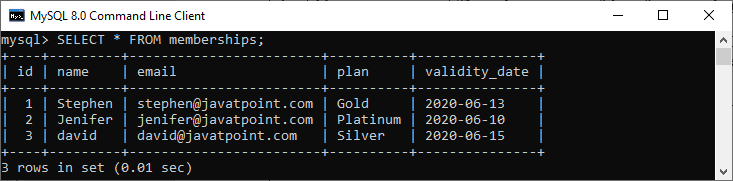 MySQL 8.0 Command Line Client
mysql> SELECT * FROM memberships;
+----+---------+------------------------+----------+---------------+
| id | name    | email                  | plan     | validity_date |
+----+---------+------------------------+----------+---------------+
|  1 | Stephen | stephen@javatpoint.com | Gold     | 2020-06-13    |
|  2 | Jenifer | jenifer@javatpoint.com | Platinum | 2020-06-10    |
|  3 | david   | david@javatpoint.com   | Silver   | 2020-06-15    |
+----+---------+------------------------+----------+---------------+
3 rows in set (0.01 sec)